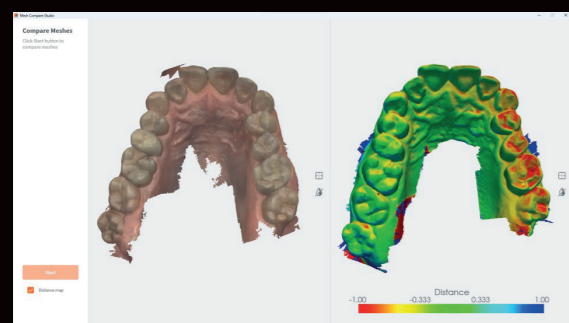 Mesh Compare Studio
Compare Meshes
Click Start button to
compare meshes
Start
Distance map
Distance
-1.00 -0.333 0.333 1.00